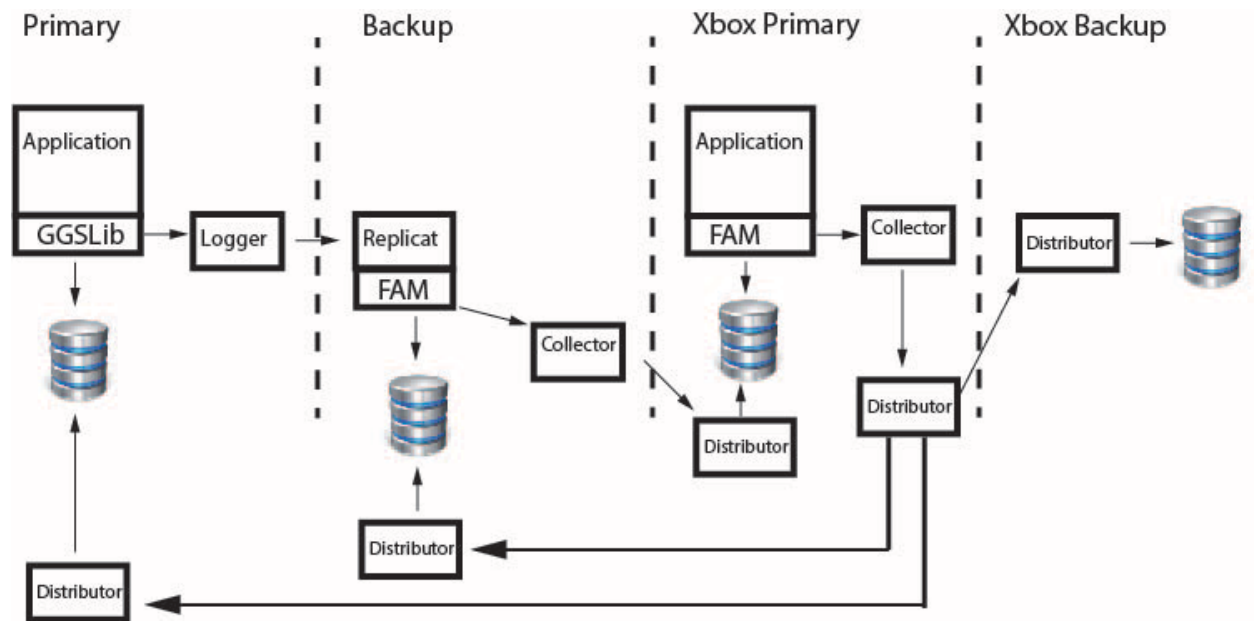 Primary
Backup
Xbox Primary
Xbox Backup
Application
GGSLib
Logger
Replicat
FAM
Collector
Application
FAM
Collector
Distributor
Distributor
Distributor
Distributor
Distributor